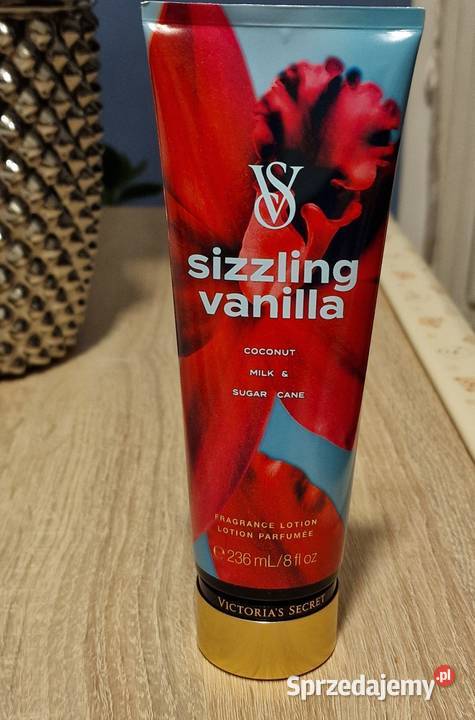 VS
sizzling
vanilla
COCONUT
MILK &
SUGAR CANE
FRAGRANCE LOTION
LOTION PARFUMÉE
℮ 236 mL/8 fl oz
VICTORIA'S SECRET
Sprzedajemy.pl